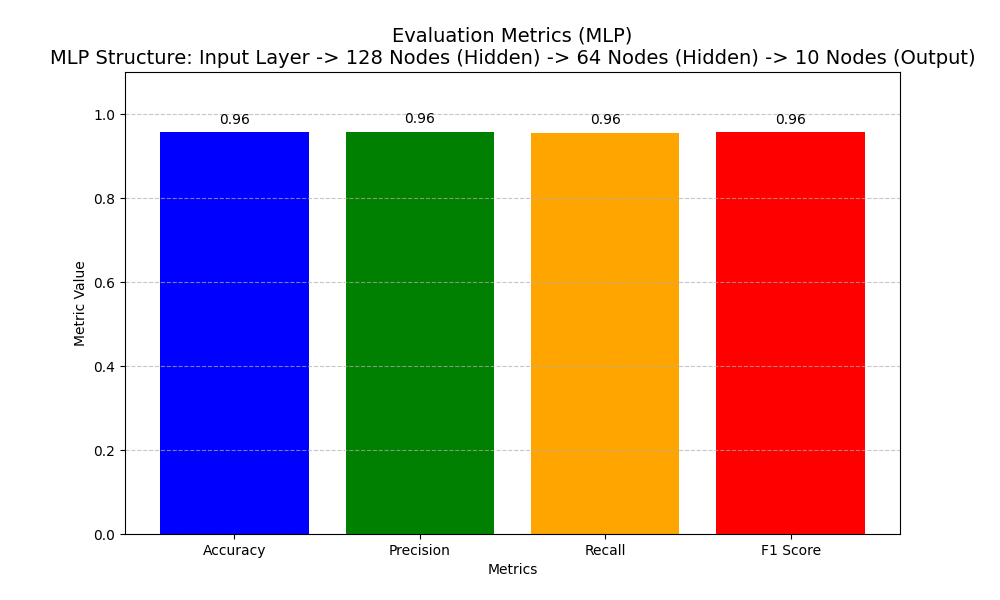 Evaluation Metrics (MLP)
MLP Structure: Input Layer -> 128 Nodes (Hidden) -> 64 Nodes (Hidden) -> 10 Nodes (Output)
1.0
0.8
0.6
0.4
0.2
0.0
Metric Value
0.96
0.96
0.96
0.96
Accuracy
Precision
Recall
F1 Score
Metrics